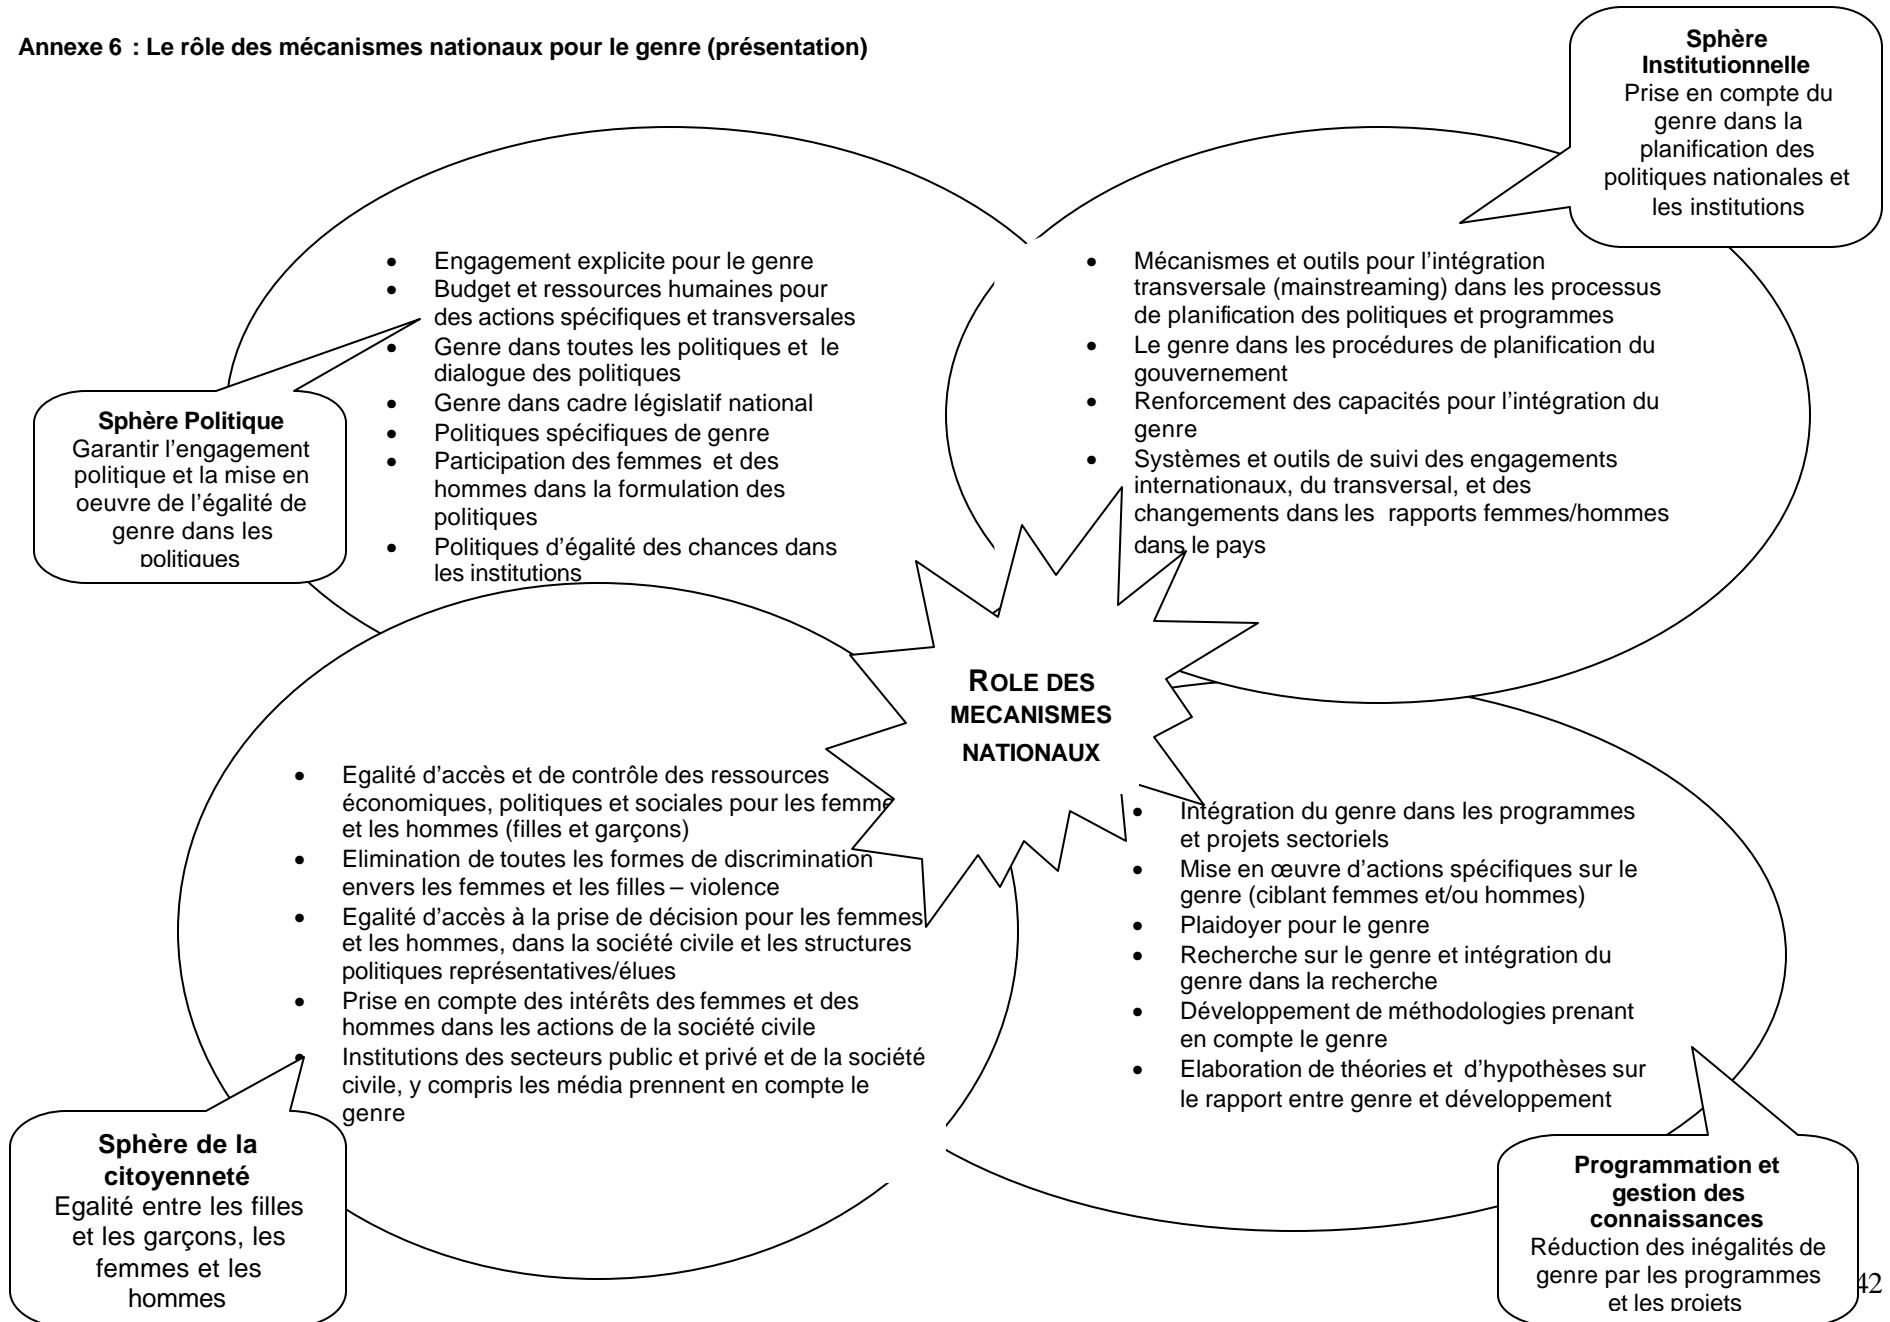 Annexe 6 : Le rôle des mécanismes nationaux pour le genre (présentation)
Sphère
Institutionnelle
Prise en compte du
genre dans la
planification des
politiques nationales et
les institutions
• Engagement explicite pour le genre
• Budget et ressources humaines pour
des actions spécifiques et transversales
• Genre dans toutes les politiques et le
dialogue des politiques
• Genre dans cadre législatif national
• Politiques spécifiques de genre
• Participation des femmes et des
hommes dans la formulation des
politiques
• Politiques d'égalité des chances dans
les institutions
• Mécanismes et outils pour l'intégration
transversale (mainstreaming) dans les processus
de planification des politiques et programmes
• Le genre dans les procédures de planification du
gouvernement
• Renforcement des capacités pour l'intégration du
genre
• Systèmes et outils de suivi des engagements
internationaux, du transversal, et des
changements dans les rapports femmes/hommes
dans le pays
Sphère Politique
Garantir l'engagement
politique et la mise en
oeuvre de l'égalité de
genre dans les
politiques
ROLE DES
MECANISMES
NATIONAUX
• Egalité d'accès et de contrôle des ressources
économiques, politiques et sociales pour les femme
et les hommes (filles et garçons)
• Elimination de toutes les formes de discrimination
envers les femmes et les filles – violence
• Egalité d'accès à la prise de décision pour les femmes
et les hommes, dans la société civile et les structures
politiques représentatives/élues
• Prise en compte des intérêts des femmes et des
hommes dans les actions de la société civile
• Institutions des secteurs public et privé et de la société
civile, y compris les média prennent en compte le
genre
• Intégration du genre dans les programmes
et projets sectoriels
• Mise en œuvre d'actions spécifiques sur le
genre (ciblant femmes et/ou hommes)
• Plaidoyer pour le genre
• Recherche sur le genre et intégration du
genre dans la recherche
• Développement de méthodologies prenant
en compte le genre
• Elaboration de théories et d'hypothèses sur
le rapport entre genre et développement
Sphère de la
citoyenneté
Egalité entre les filles
et les garçons, les
femmes et les
hommes
Programmation et
gestion des
connaissances
Réduction des inégalités de
genre par les programmes
et les projets
42